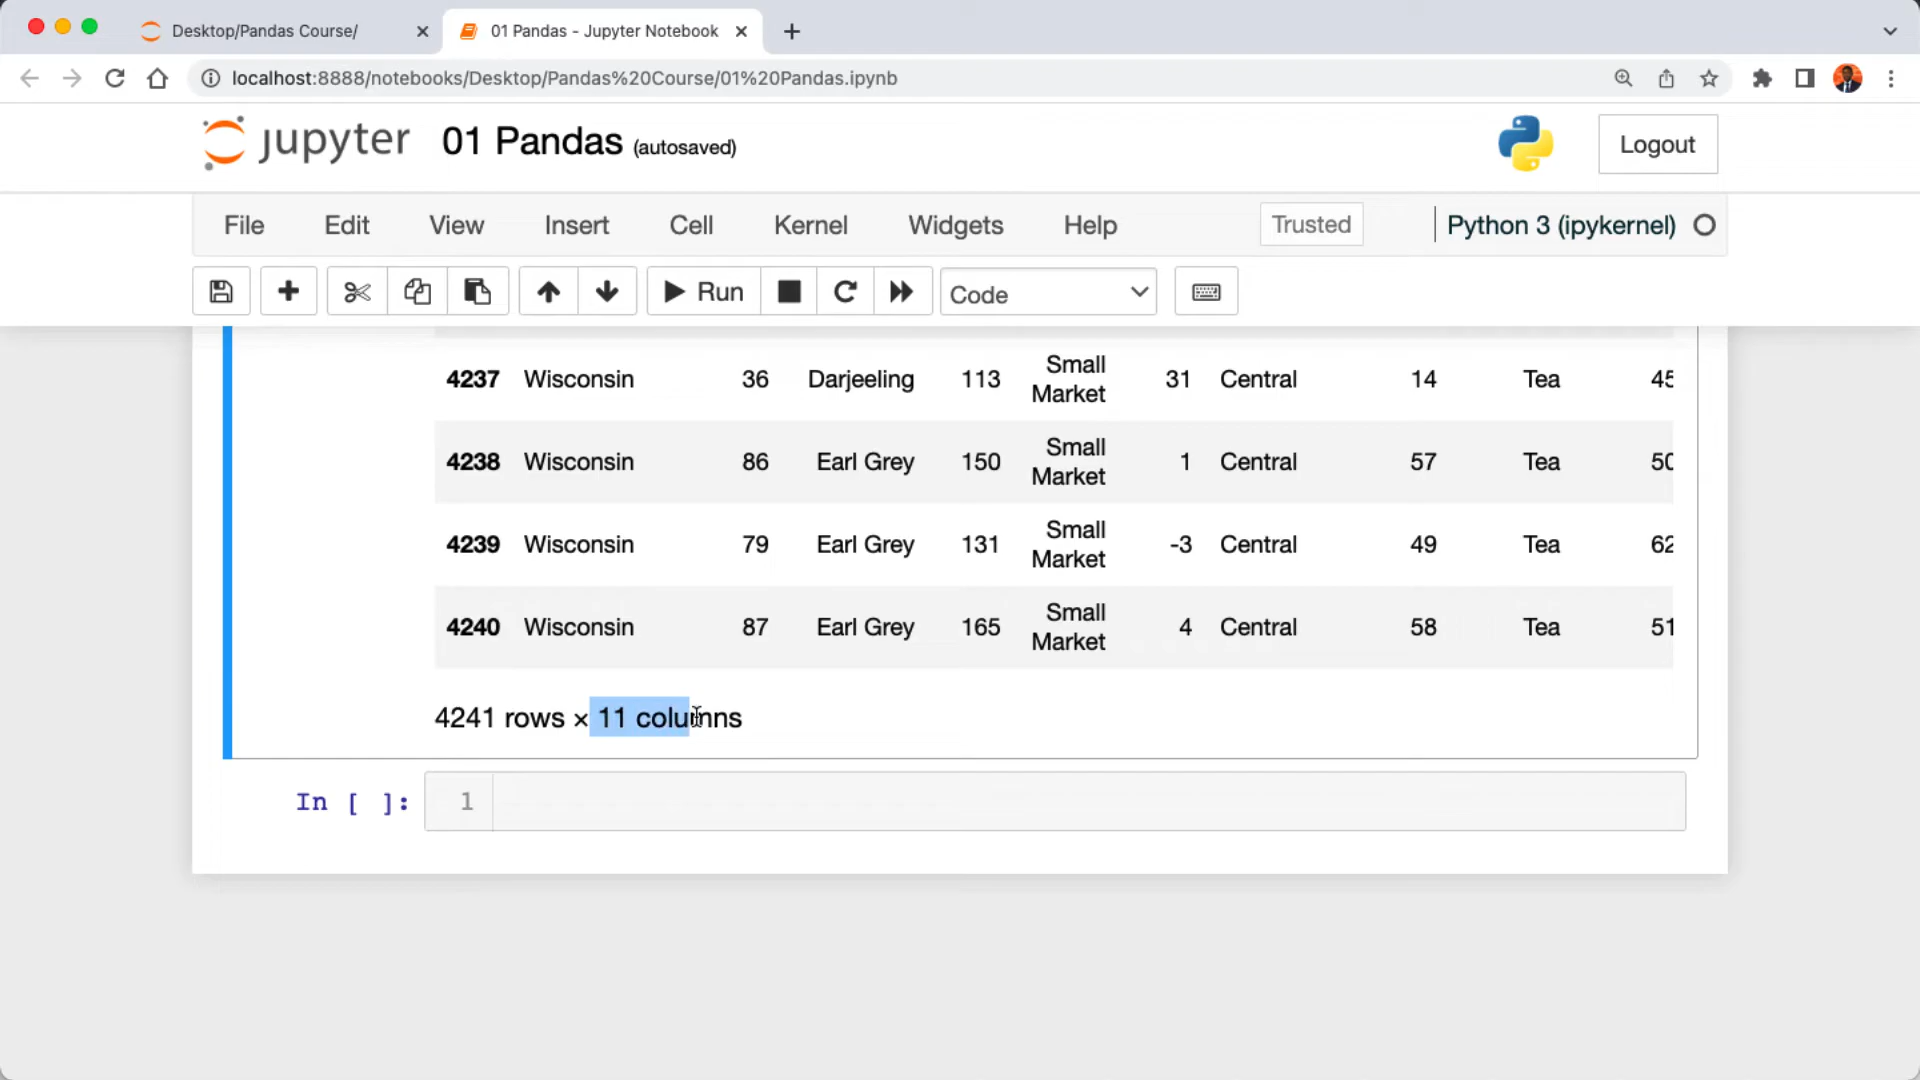 Desktop/Pandas Course/
01 Pandas - Jupyter Notebook
localhost:8888/notebooks/Desktop/Pandas%20Course/01%20Pandas.ipynb
jupyter 01 Pandas (autosaved)
Logout
File Edit View Insert Cell Kernel Widgets Help Trusted Python 3 (ipykernel)
Run Code
4237 Wisconsin 36 Darjeeling 113 Small Market 31 Central 14 Tea 45
4238 Wisconsin 86 Earl Grey 150 Small Market 1 Central 57 Tea 50
4239 Wisconsin 79 Earl Grey 131 Small Market -3 Central 49 Tea 62
4240 Wisconsin 87 Earl Grey 165 Small Market 4 Central 58 Tea 51
4241 rows × 11 columns
In [ ]: 1